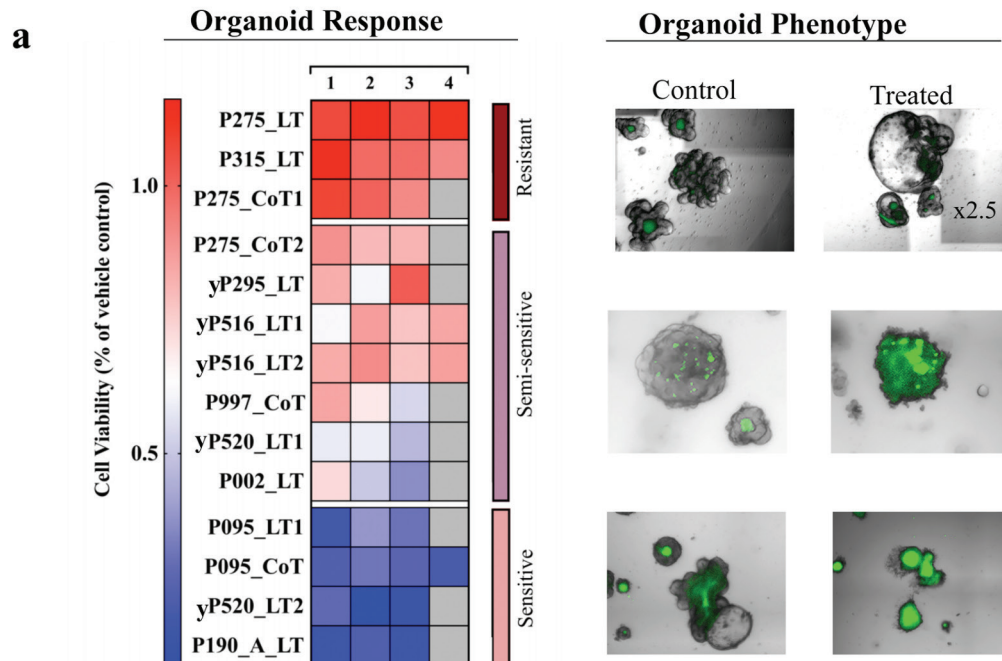 a
Organoid Response
Organoid Phenotype
1 2 3 4
Control
Treated
Cell Viability (% of vehicle control)
1.0
0.5
P275_LT
P315_LT
P275_CoT1
P275_CoT2
yP295_LT
yP516_LT1
yP516_LT2
P997_CoT
yP520_LT1
P002_LT
P095_LT1
P095_CoT
yP520_LT2
P190_A_LT
Resistant
Semi-sensitive
Sensitive
x2.5